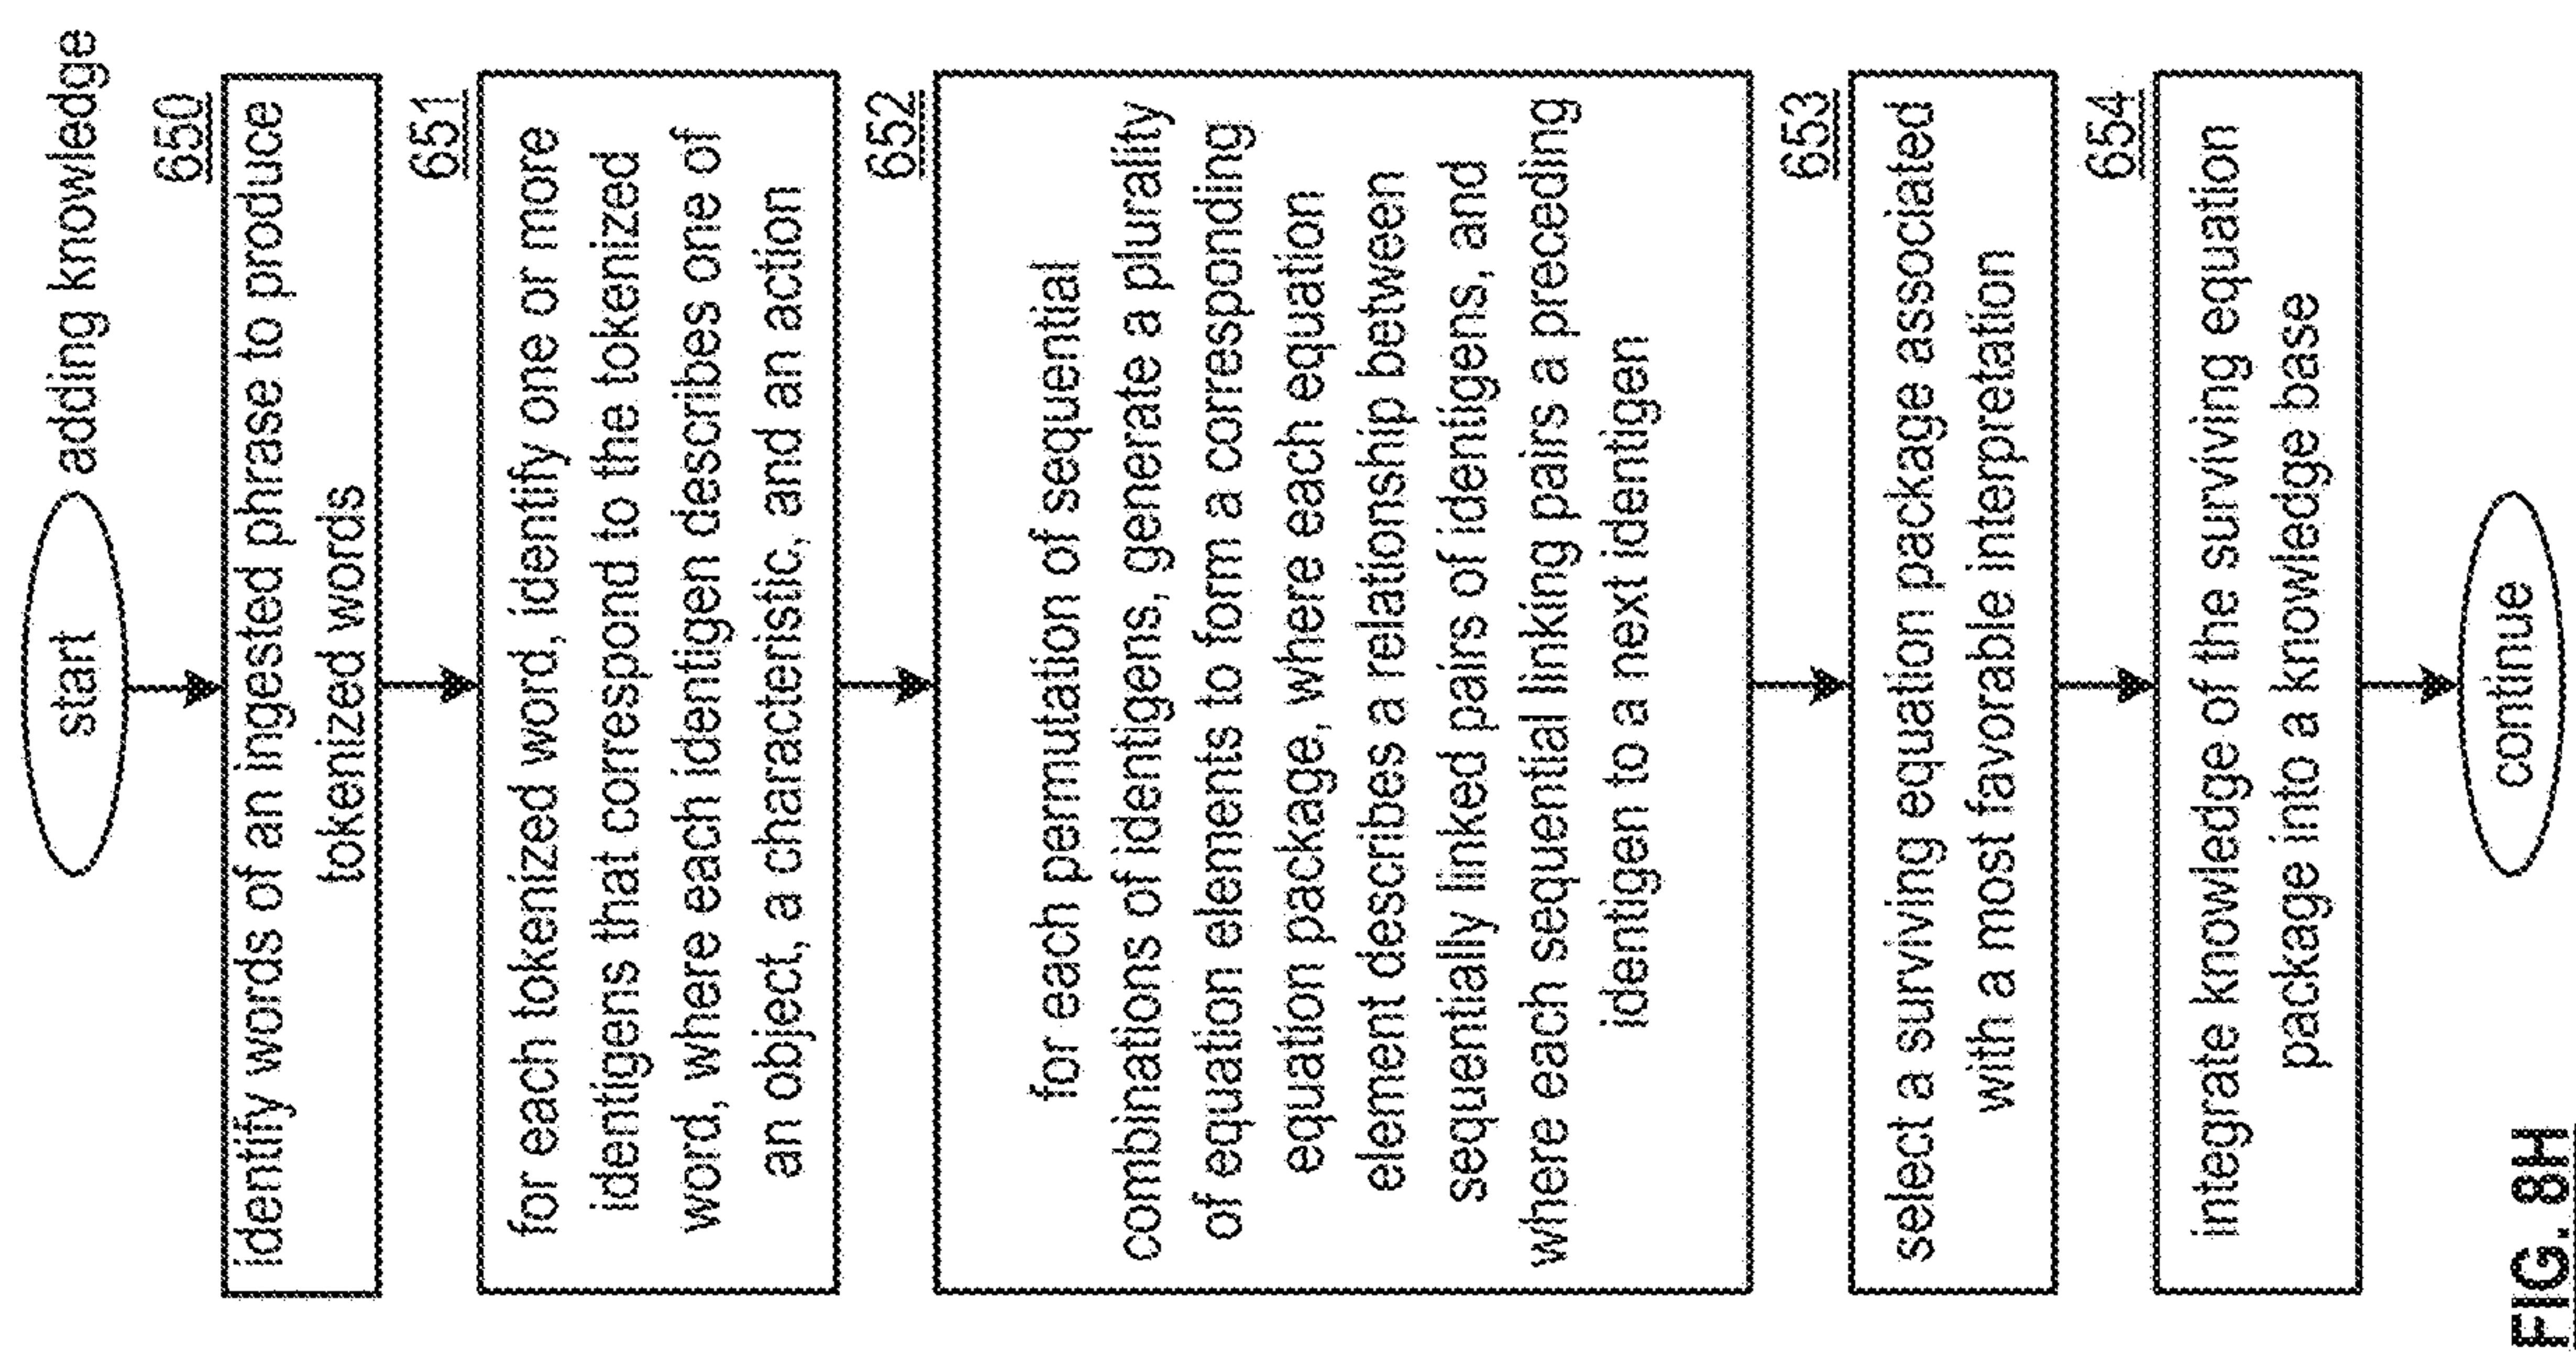 start
adding knowledge
650
identify words of an ingested phrase to produce
tokenized words
651
for each tokenized word, identify one or more
identigens that correspond to the tokenized
word, where each identigen describes one of
an object, a characteristic, and an action
652
for each permutation of sequential
combinations of identigens, generate a plurality
of equation elements to form a corresponding
equation package, where each equation
element describes a relationship between
sequentially linked pairs of identigens, and
where each sequential linking pairs a preceding
identigen to a next identigen
653
select a surviving equation package associated
with a most favorable interpretation
654
integrate knowledge of the surviving equation
package into a knowledge base
continue
FIG. 8H